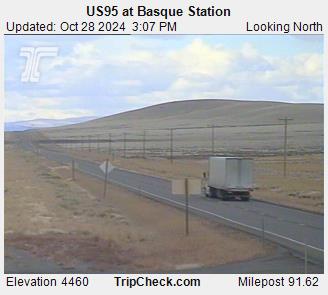 US95 at Basque Station
Updated: Oct 28 2024 3:07 PM Looking North
Elevation 4460 TripCheck.com Milepost 91.62